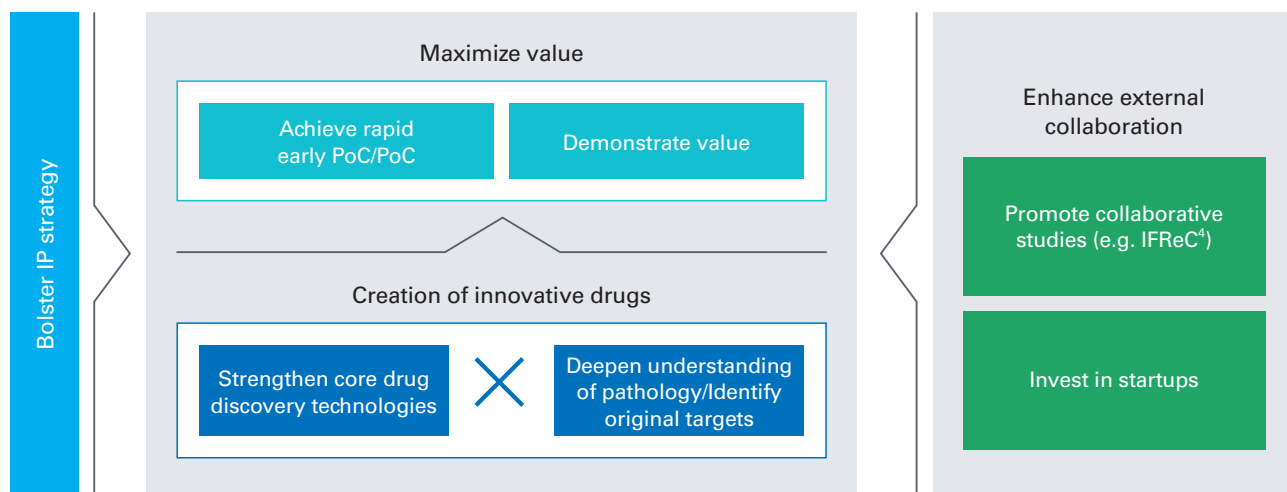 Bolster IP strategy
Maximize value
Achieve rapid
early PoC/PoC
Demonstrate value
Creation of innovative drugs
Strengthen core drug
discovery technologies
Deepen understanding
of pathology/Identify
original targets
Enhance external
collaboration
Promote collaborative
studies (e.g. IFReC⁴)
Invest in startups